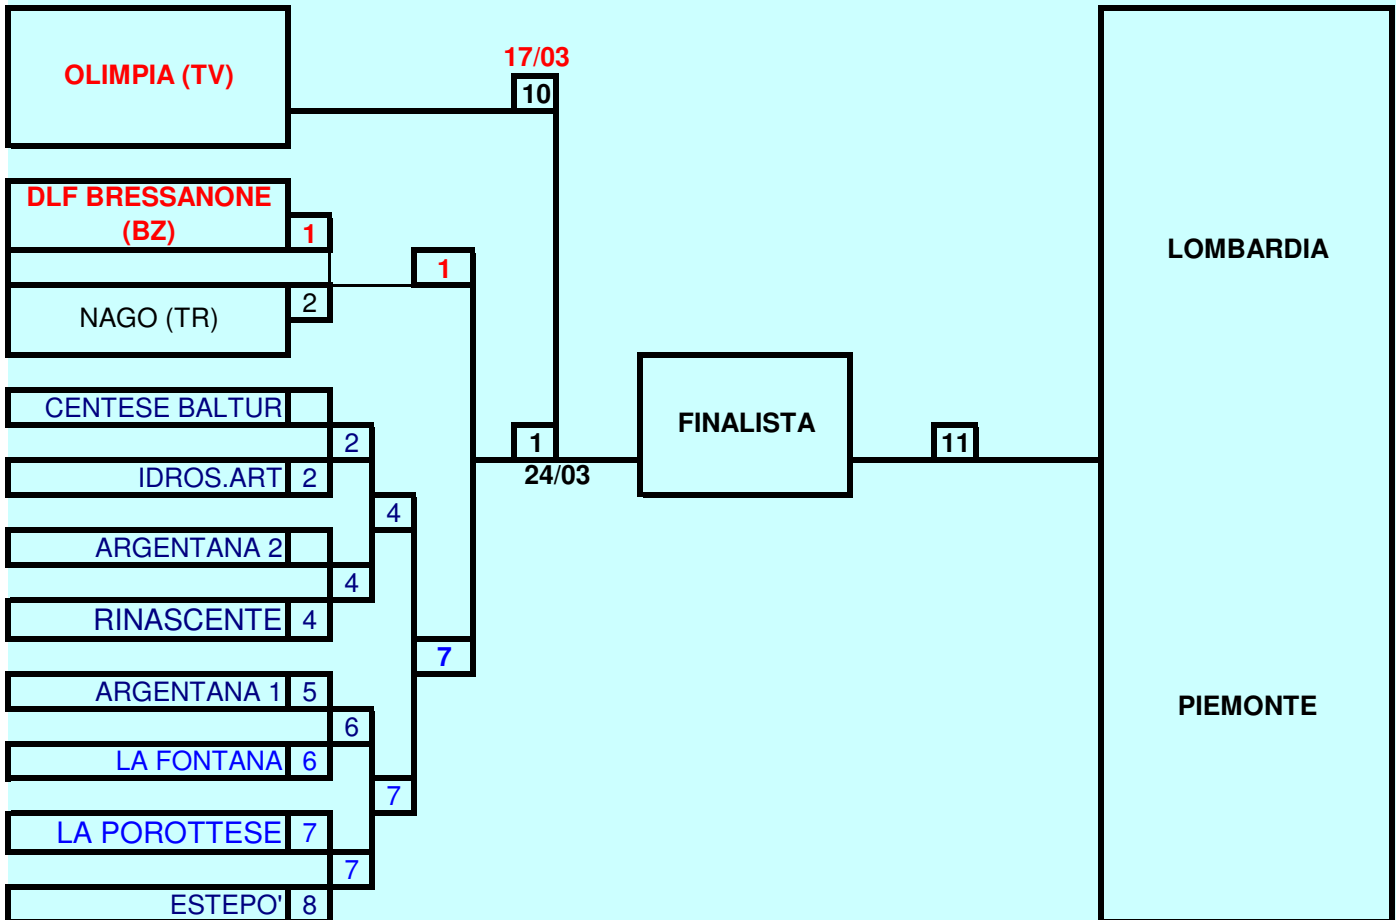 17/03
OLIMPIA (TV)
10
DLF BRESSANONE
(BZ)
1
LOMBARDIA
1
2
NAGO (TR)
CENTESE BALTUR
FINALISTA
2
1
11
IDROS.ART 2
24/03
4
ARGENTANA 2
4
RINASCENTE 4
7
ARGENTANA 1 5
PIEMONTE
6
LA FONTANA 6
7
LA POROTTESE 7
7
ESTEPO' 8